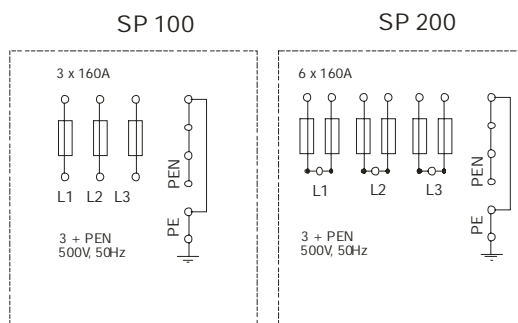 SP 100
3 x 160A
L1 L2 L3
PEN
PE
3 + PEN
500V, 50Hz
SP 200
6 x 160A
L1 L2 L3
PEN
PE
3 + PEN
500V, 50Hz